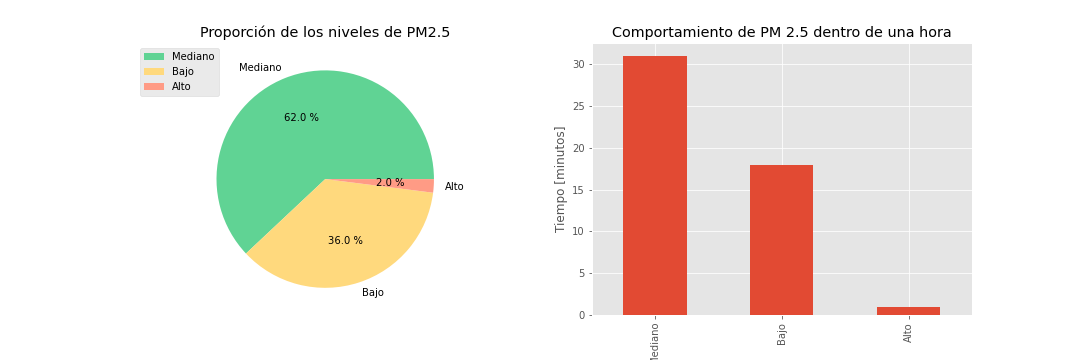 Proporción de los niveles de PM2.5
Mediano
Bajo
Alto
Mediano
62.0 %
2.0 %
Alto
36.0 %
Bajo
Comportamiento de PM 2.5 dentro de una hora
Tiempo [minutos]
30
25
20
15
10
5
0
Bajo
Alto